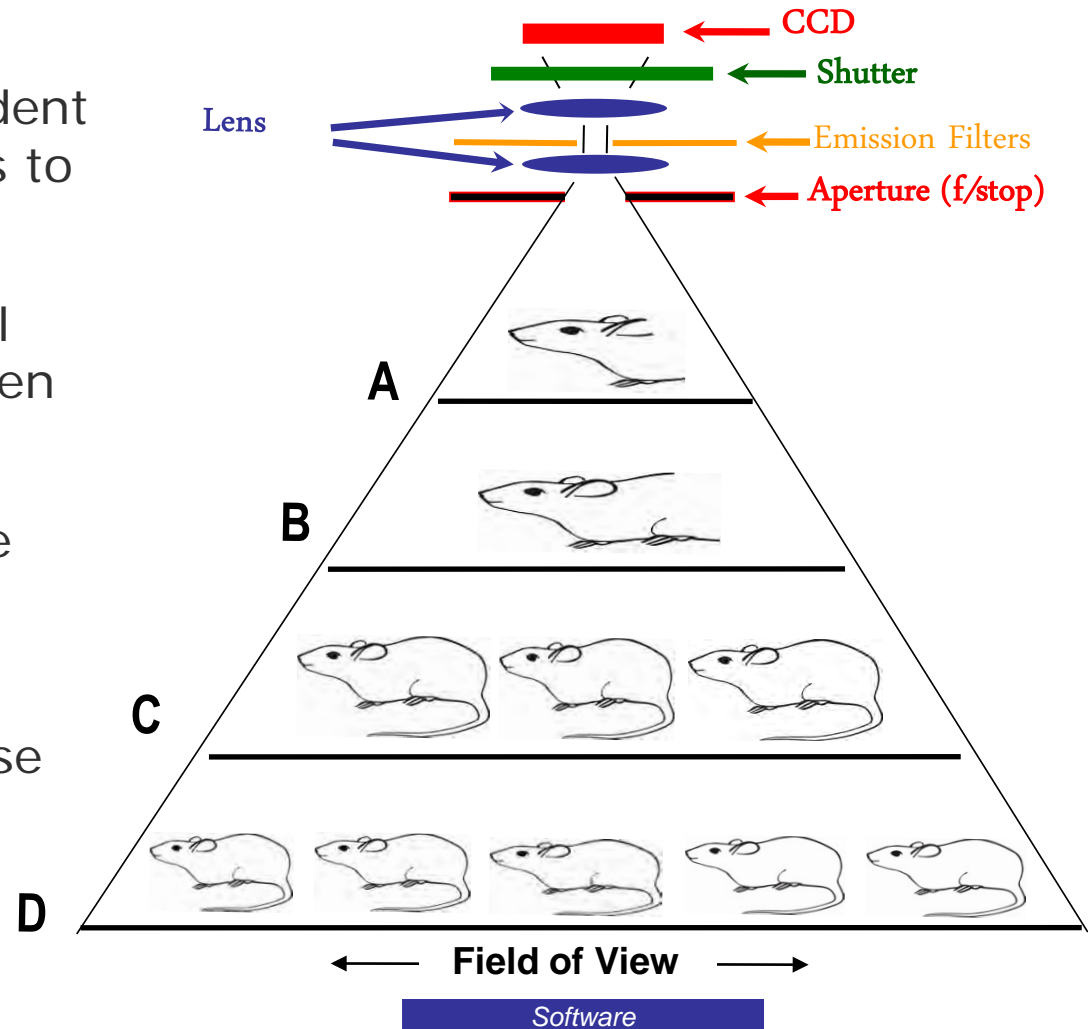 CCD
Shutter
dent
Lens
Emission Filters
s to
Aperture (f/stop)
l
A
en
B
e
C
se
D
Field of View
Software